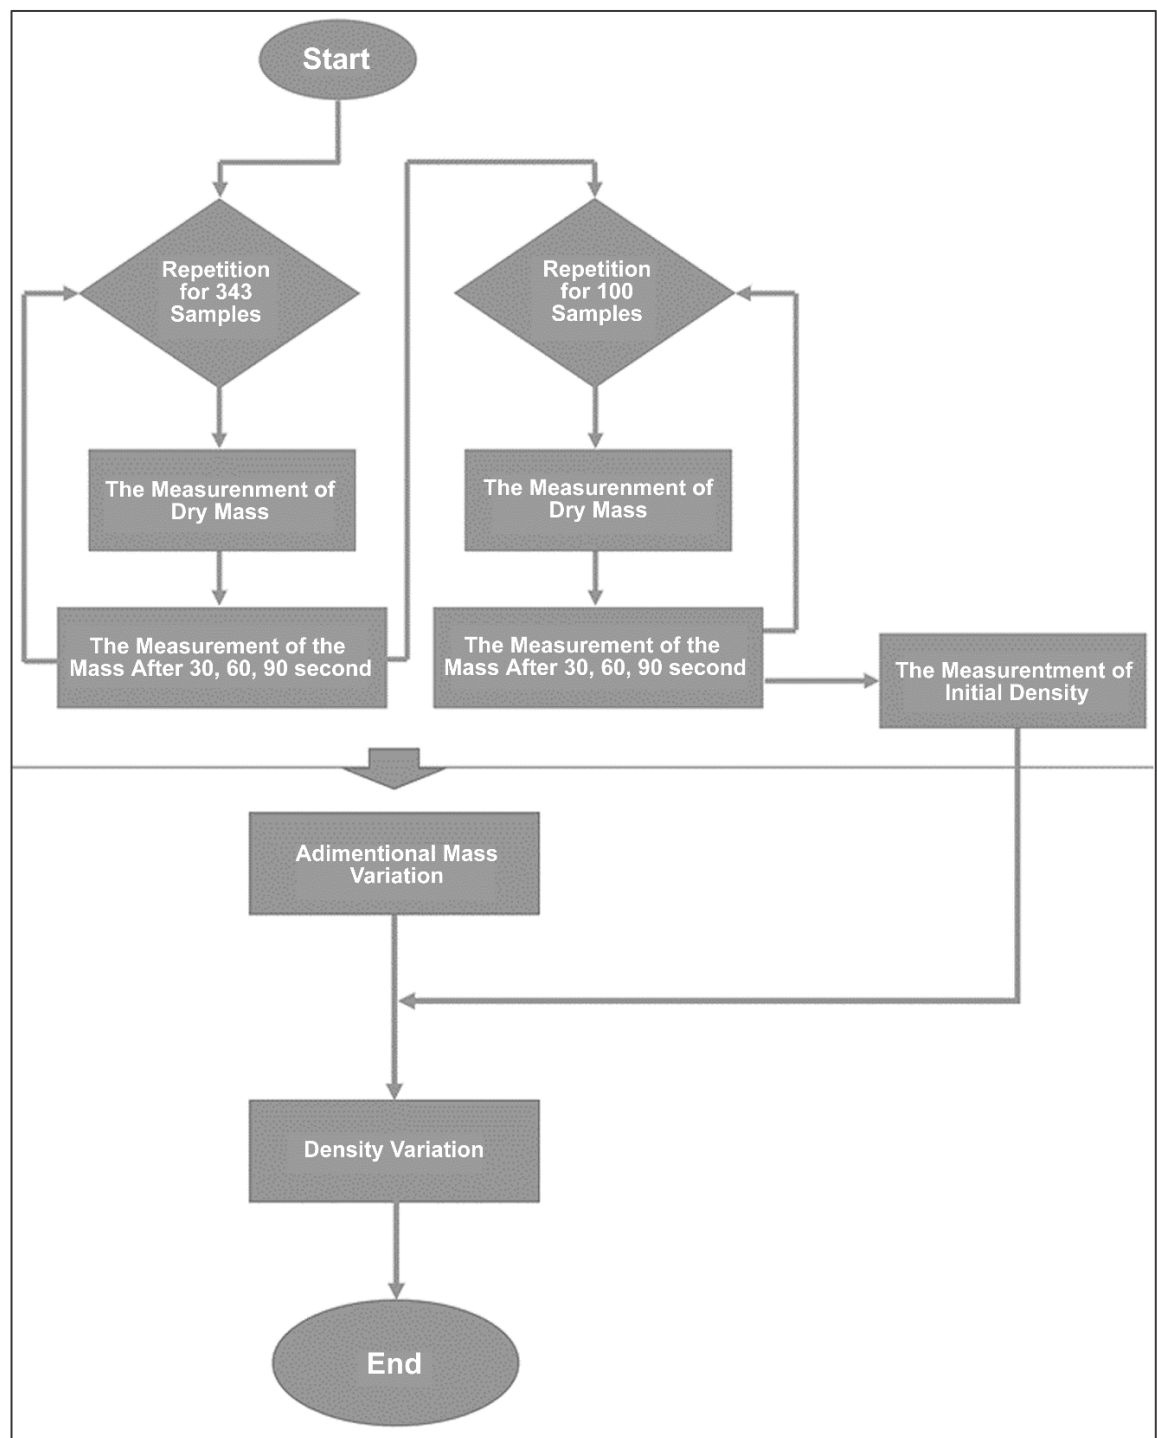 Start
Repetition
for 343
Samples
The Measurenment of
Dry Mass
The Measurement of the
Mass After 30, 60, 90 second
Repetition
for 100
Samples
The Measurenment of
Dry Mass
The Measurement of the
Mass After 30, 60, 90 second
The Measurentment of
Initial Density
Adimentional Mass
Variation
Density Variation
End